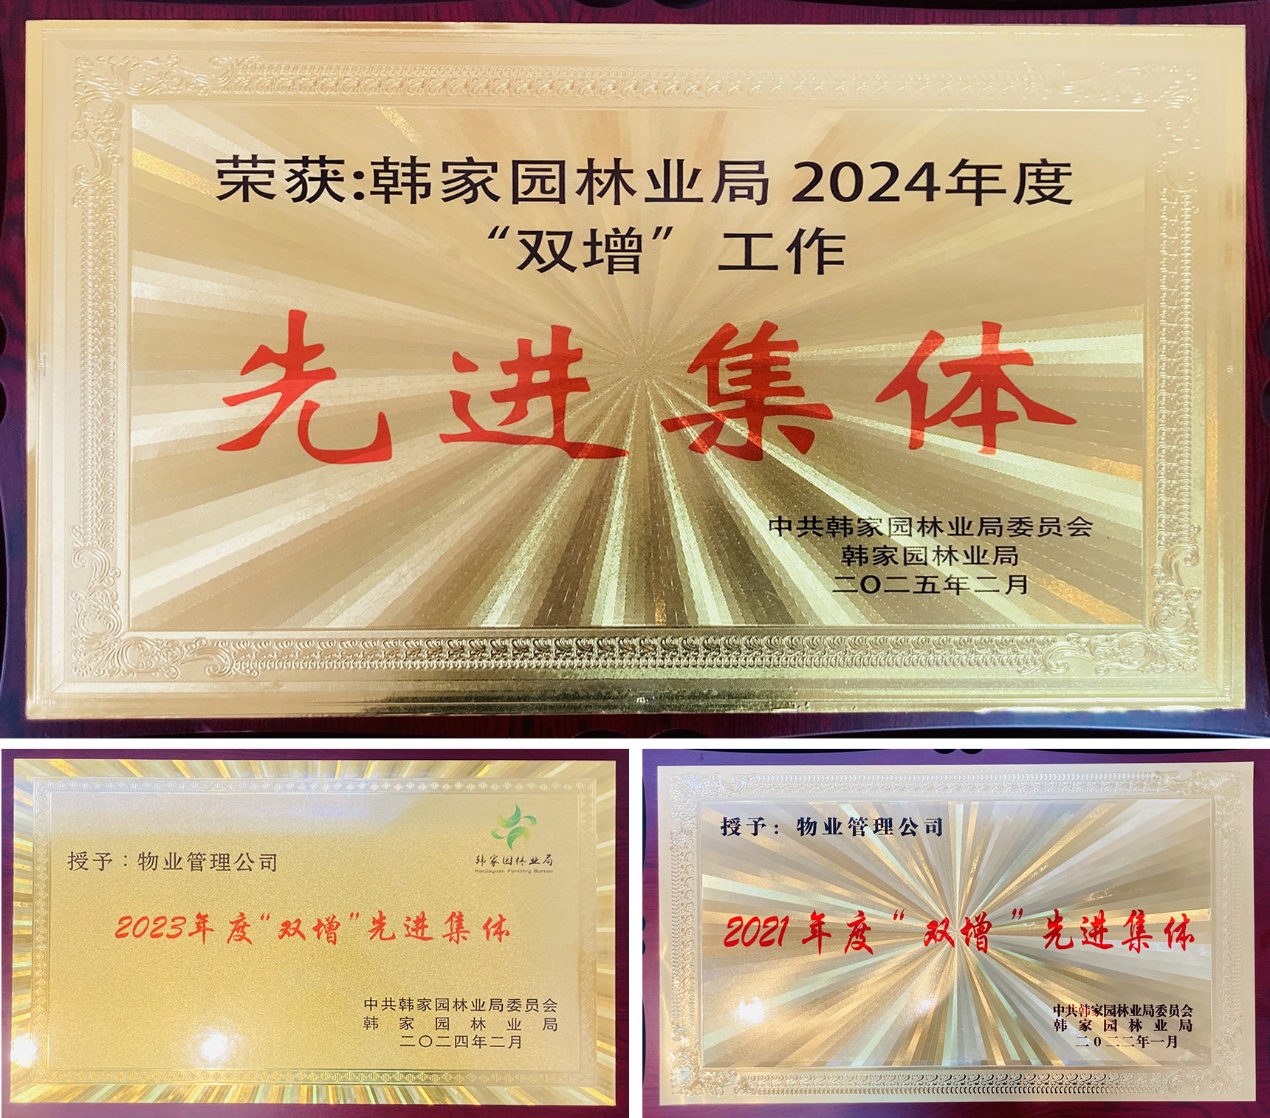 荣获:韩家园林业局 2024年度
“双增” 工作
先进集体
中共韩家园林业局委员会
韩家园林业局
二〇二五年二月
韩家园林业局
Hanjiayuan Forestry Bureau
授予：物业管理公司
2023年度“双增”先进集体
中共韩家园林业局委员会
韩家园林业局
二〇二四年二月
授予：物业管理公司
2021年度“双增”先进集体
中共韩家园林业局委员会
韩家园林业局
二〇二二年一月